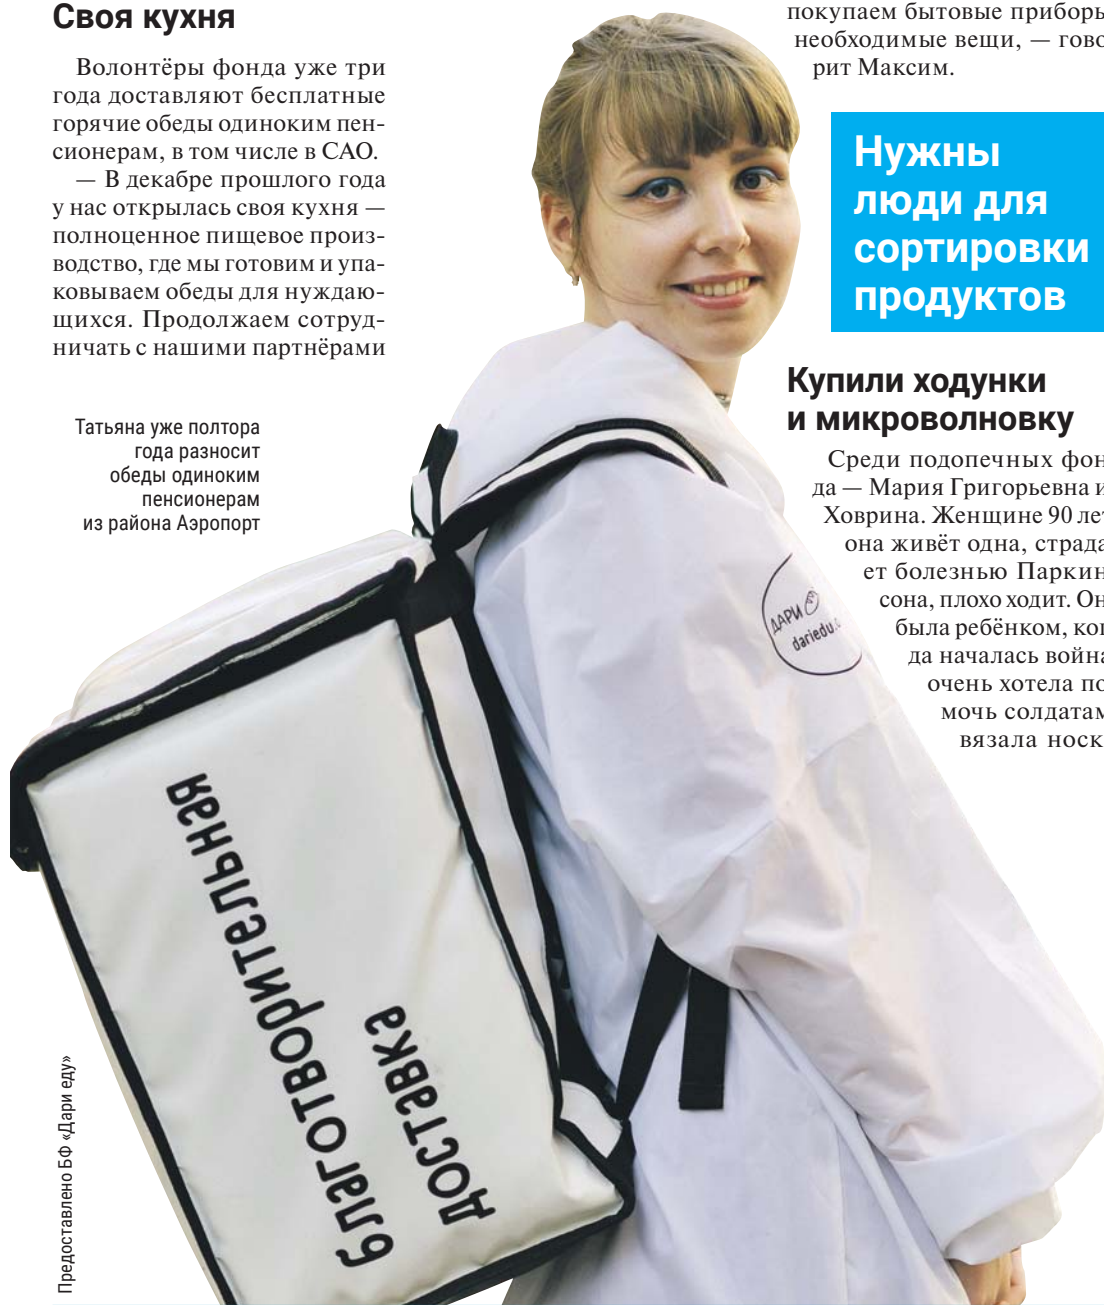 Своя кухня
Волонтёры фонда уже три
года доставляют бесплатные
горячие обеды одиноким пен-
сионерам, в том числе в САО.
— В декабре прошлого года
у нас открылась своя кухня —
полноценное пищевое произ-
водство, где мы готовим и упа-
ковываем обеды для нуждаю-
щихся. Продолжаем сотруд-
ничать с нашими партнёрами
Татьяна уже полтора
года разносит
обеды одиноким
пенсионерам
из района Аэропорт
покупаем бытовые приборы
необходимые вещи, — гово
рит Максим.
Нужны
люди для
сортировки
продуктов
Купили ходунки
и микроволновку
Среди подопечных фон
да — Мария Григорьевна и
Ховрина. Женщине 90 лет
она живёт одна, страда
ет болезнью Паркин
сона, плохо ходит. Он
была ребёнком, ког
да началась война
очень хотела по
мочь солдатам
вязала носк
ДАРИ
dariedu.
благотворительная
доставка
Предоставлено БФ «Дари еду»